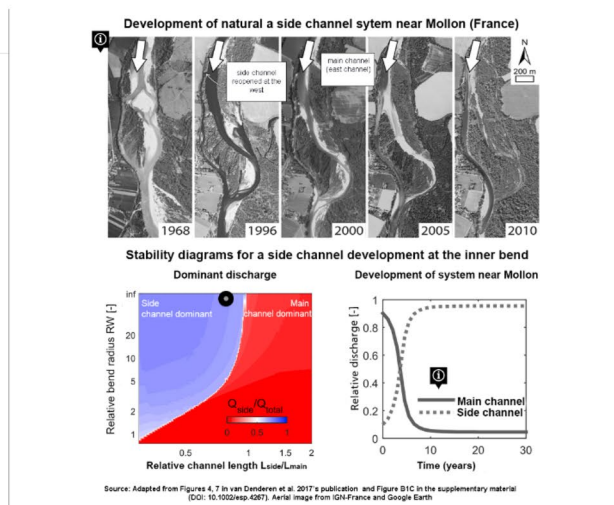 Development of natural a side channel sytem near Mollon (France)
side channel
reopened at the
west
main channel
(east channel)
N
200 m
1968
1996
2000
2005
2010
Stability diagrams for a side channel development at the inner bend
Dominant discharge
Relative bend radius RW [-]
inf
20
10
5
2
1
Side
channel dominant
Main
channel dominant
Qside/Qtotal
0 0.5 1
0.5 1 1.5 2
Relative channel length Lside/Lmain
Development of system near Mollon
Relative discharge [-]
1
0.8
0.6
0.4
0.2
0
Main channel
Side channel
0 10 20 30
Time (years)
Source: Adapted from Figures 4, 7 in van Denderen et al. 2017's publication and Figure B1C in the supplementary material
(DOI: 10.1002/esp.4267). Aerial image from IGN-France and Google Earth